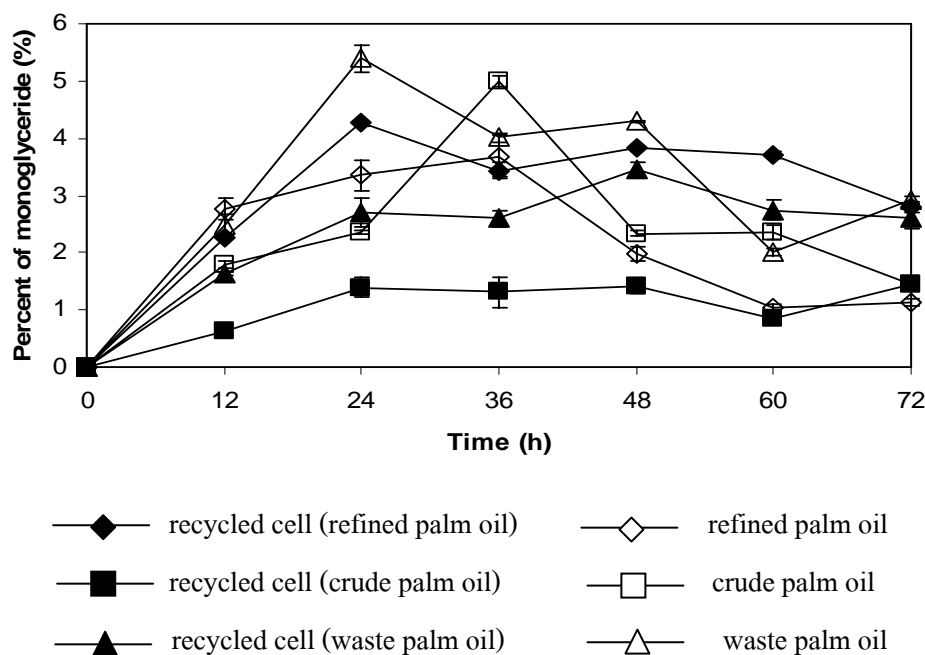 Percent of monoglyceride (%)
6
5
4
3
2
1
0
0 12 24 36 48 60 72
Time (h)
recycled cell (refined palm oil) refined palm oil
recycled cell (crude palm oil) crude palm oil
recycled cell (waste palm oil) waste palm oil